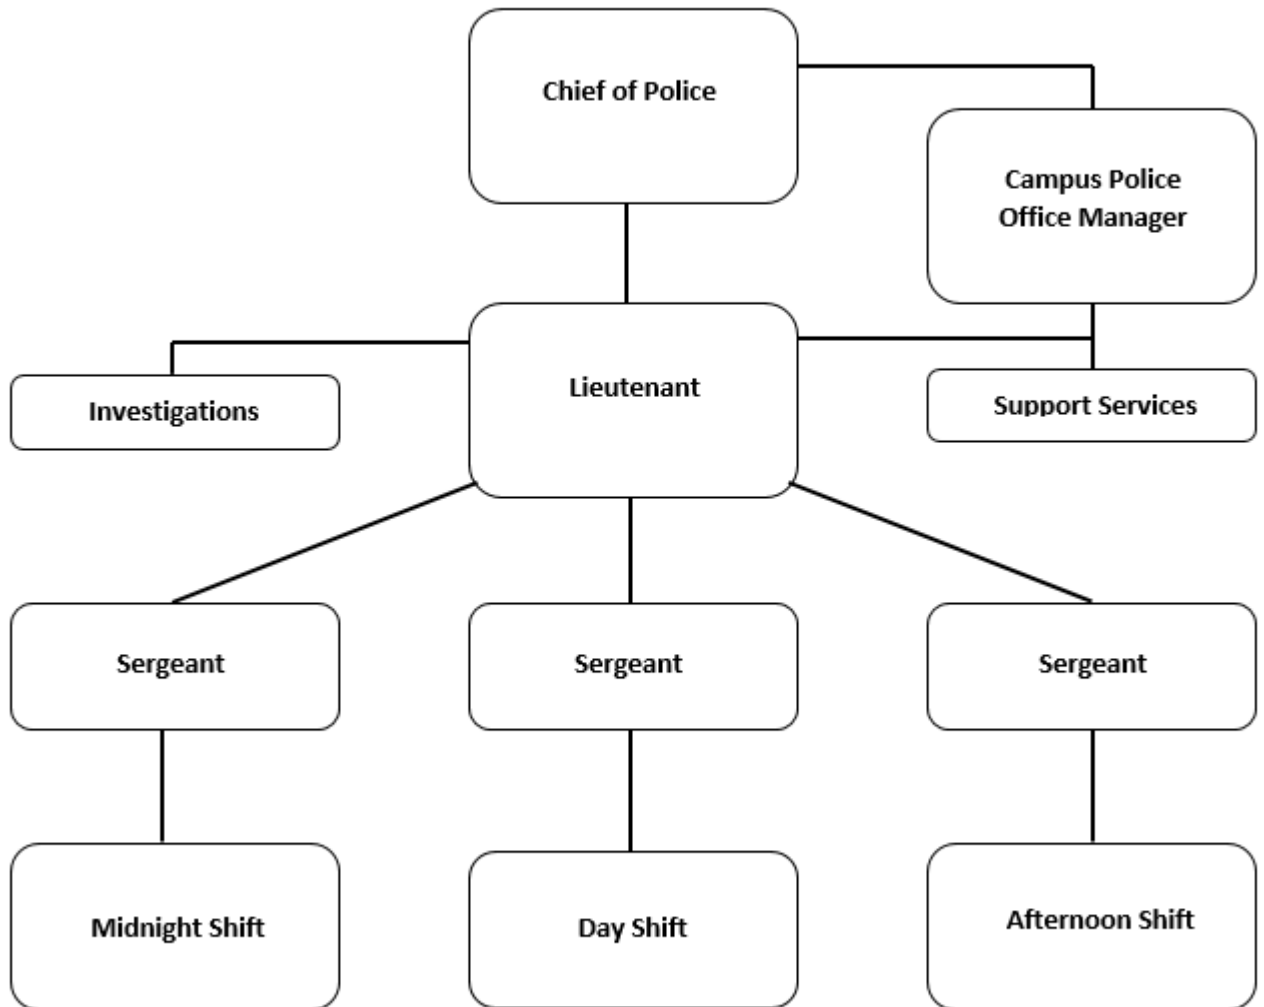 Chief of Police
Campus Police
Office Manager
Lieutenant
Investigations
Support Services
Sergeant
Sergeant
Sergeant
Midnight Shift
Day Shift
Afternoon Shift